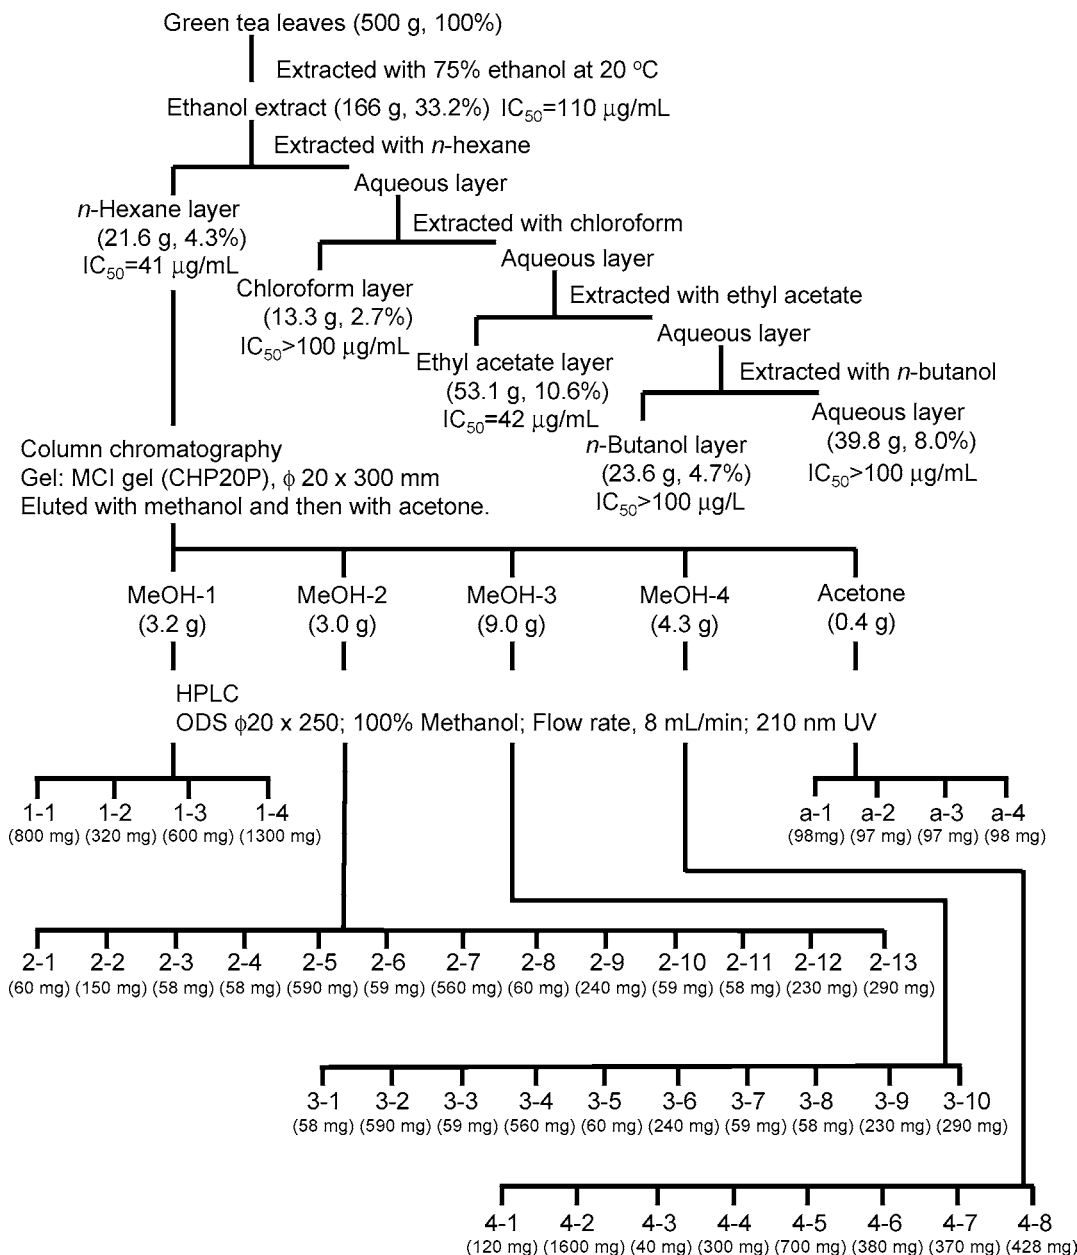 Green tea leaves (500 g, 100%)
Extracted with 75% ethanol at 20 °C
Ethanol extract (166 g, 33.2%) IC50=110 μg/mL
Extracted with n-hexane
Aqueous layer
n-Hexane layer
(21.6 g, 4.3%)
IC50=41 μg/mL
Extracted with chloroform
Aqueous layer
Chloroform layer
(13.3 g, 2.7%)
IC50>100 μg/mL
Extracted with ethyl acetate
Aqueous layer
Ethyl acetate layer
(53.1 g, 10.6%)
IC50=42 μg/mL
Extracted with n-butanol
Aqueous layer
(39.8 g, 8.0%)
IC50>100 μg/mL
n-Butanol layer
(23.6 g, 4.7%)
IC50>100 μg/L
Column chromatography
Gel: MCI gel (CHP20P), ϕ 20 x 300 mm
Eluted with methanol and then with acetone.
MeOH-1 MeOH-2 MeOH-3 MeOH-4 Acetone
(3.2 g) (3.0 g) (9.0 g) (4.3 g) (0.4 g)
HPLC
ODS ϕ20 x 250; 100% Methanol; Flow rate, 8 mL/min; 210 nm UV
1-1 1-2 1-3 1-4 a-1 a-2 a-3 a-4
(800 mg) (320 mg) (600 mg) (1300 mg) (98mg) (97 mg) (97 mg) (98 mg)
2-1 2-2 2-3 2-4 2-5 2-6 2-7 2-8 2-9 2-10 2-11 2-12 2-13
(60 mg) (150 mg) (58 mg) (58 mg) (590 mg) (59 mg) (560 mg) (60 mg) (240 mg) (59 mg) (58 mg) (230 mg) (290 mg)
3-1 3-2 3-3 3-4 3-5 3-6 3-7 3-8 3-9 3-10
(58 mg) (590 mg) (59 mg) (560 mg) (60 mg) (240 mg) (59 mg) (58 mg) (230 mg) (290 mg)
4-1 4-2 4-3 4-4 4-5 4-6 4-7 4-8
(120 mg) (1600 mg) (40 mg) (300 mg) (700 mg) (380 mg) (370 mg) (428 mg)